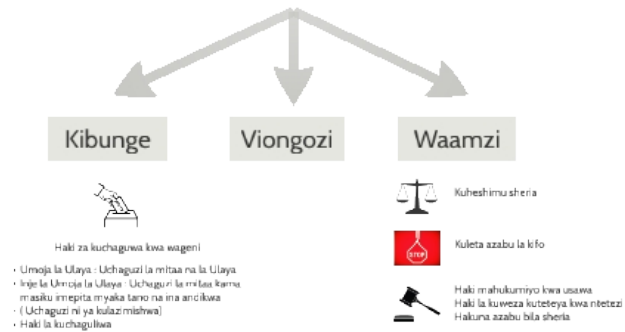 Kibunge
Viongozi
Waamzi
Haki za kuchaguwa kwa wageni
• Umoja la Ulaya : Uchaguzi la mitaa na la Ulaya
• Inje la Umoja la Ulaya : Uchaguzi la mitaa kama
masiku imepita myaka tano na ina andikwa
• ( Uchaguzi ni ya kulazimishwa)
• Haki la kuchaguliwa
Kuheshimu sheria
STOP
Kuleta azabu la kifo
Haki mahukumiyo kwa usawa
Haki la kuweza kuteteya kwa ntetezi
Hakuna azabu bila sheria